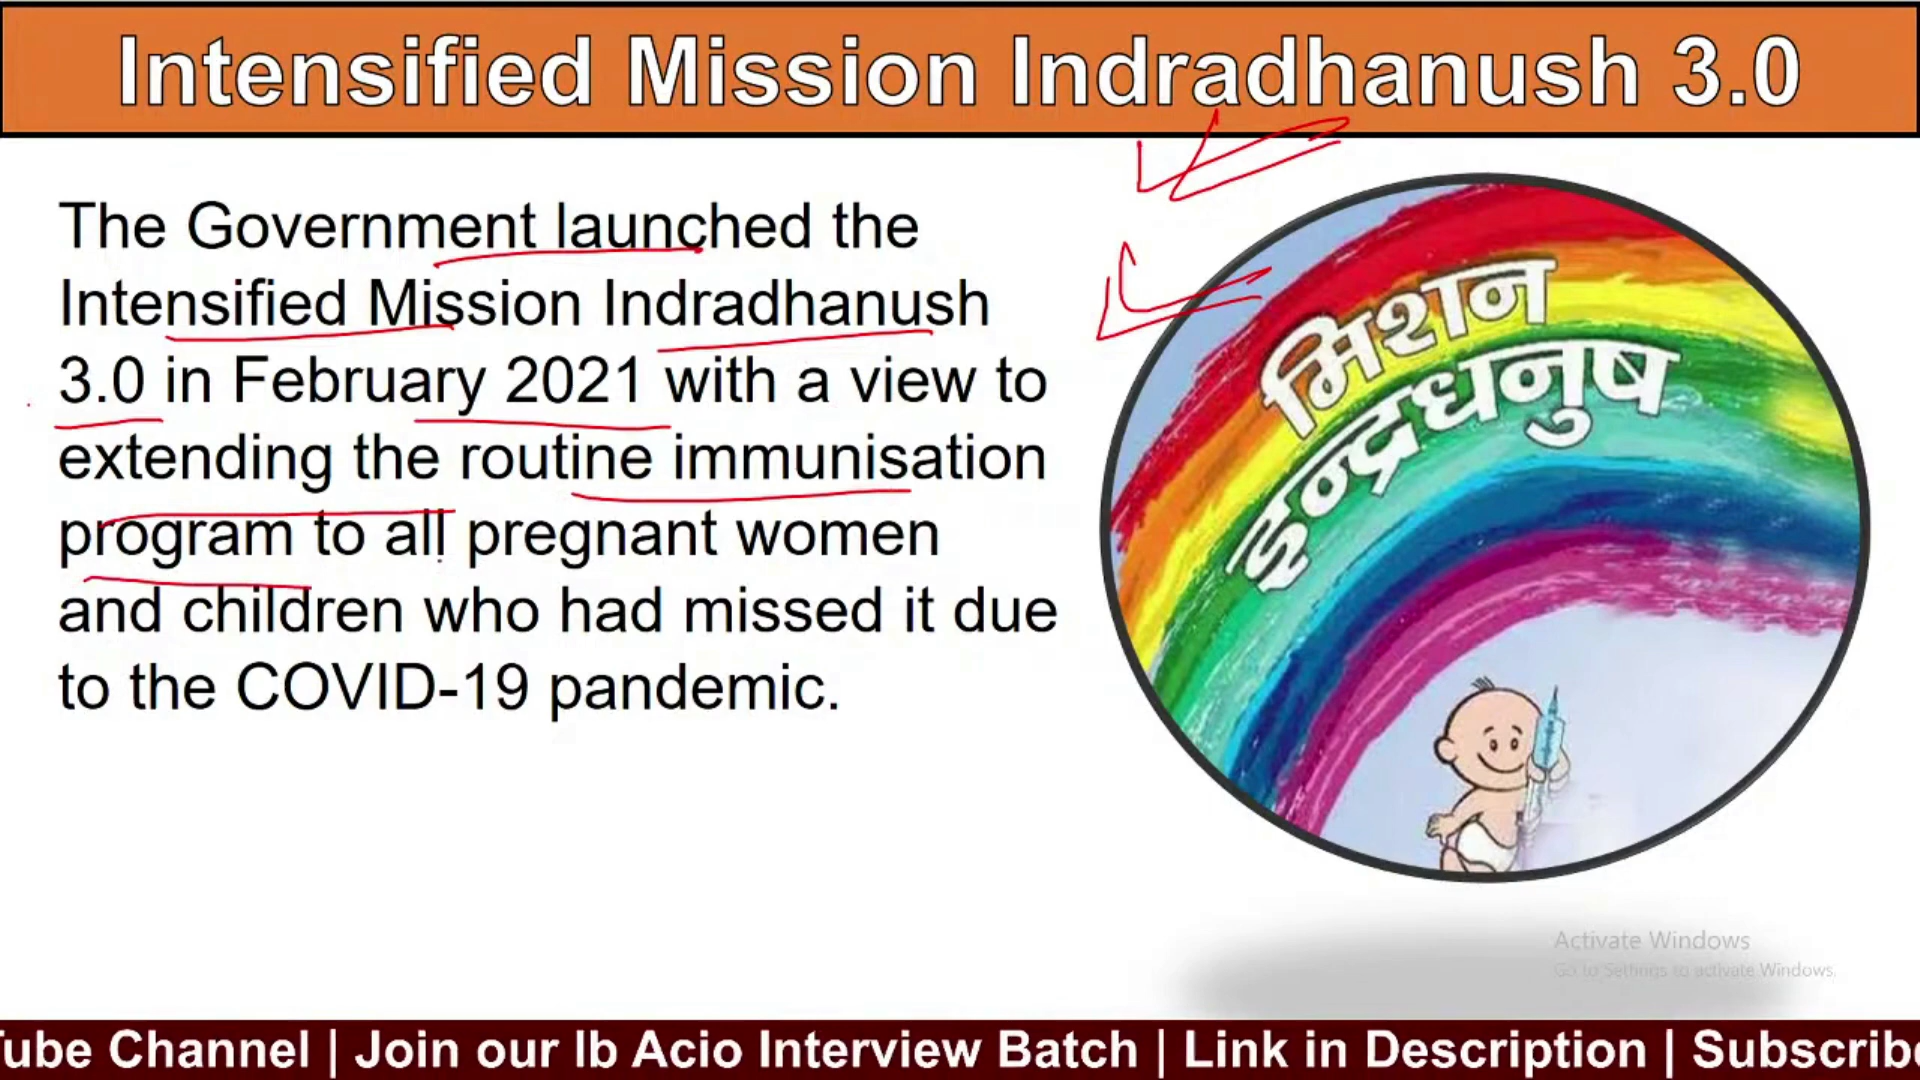 Intensified Mission Indradhanush 3.0
The Government launched the
Intensified Mission Indradhanush
3.0 in February 2021 with a view to
extending the routine immunisation
program to all pregnant women
and children who had missed it due
to the COVID-19 pandemic.
मिशन
इन्द्रधनुष
Activate Windows
Go to Settings to activate Windows.
Tube Channel | Join our Ib Acio Interview Batch | Link in Description | Subscribe